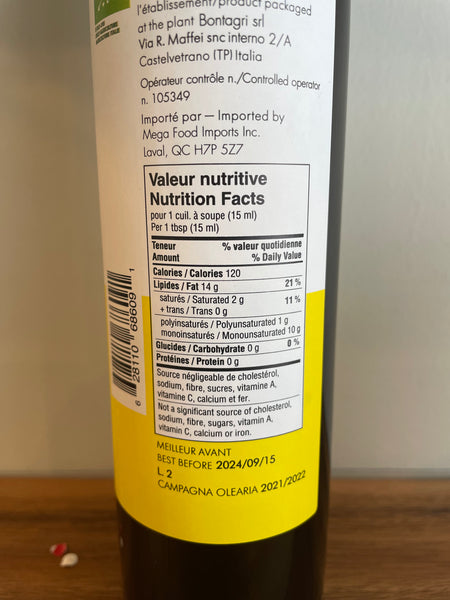 l'établissement/product packaged
at the plant Bontagri srl
Via R. Maffei snc interno 2/A
Castelvetrano (TP) Italia
Opérateur contrôle n./Controlled operator
n. 105349
Importé par — Imported by
Mega Food Imports Inc.
Laval, QC H7P 5Z7
Valeur nutritive
Nutrition Facts
pour 1 cuil. à soupe (15 ml)
Per 1 tbsp (15 ml)
Teneur % valeur quotidienne
Amount % Daily Value
Calories / Calories 120
Lipides / Fat 14 g 21 %
saturés / Saturated 2 g 11 %
+ trans / Trans 0 g
polyinsaturés / Polyunsaturated 1 g
monoinsaturés / Monounsaturated 10 g
Glucides / Carbohydrate 0 g 0 %
Protéines / Protein 0 g
Source négligeable de cholestérol,
sodium, fibre, sucres, vitamine A,
vitamine C, calcium et fer.
Not a significant source of cholesterol,
sodium, fibre, sugars, vitamin A,
vitamin C, calcium or iron.
6 28110 68609 1
MEILLEUR AVANT
BEST BEFORE 2024/09/15
L 2
CAMPAGNA OLEARIA 2021/2022